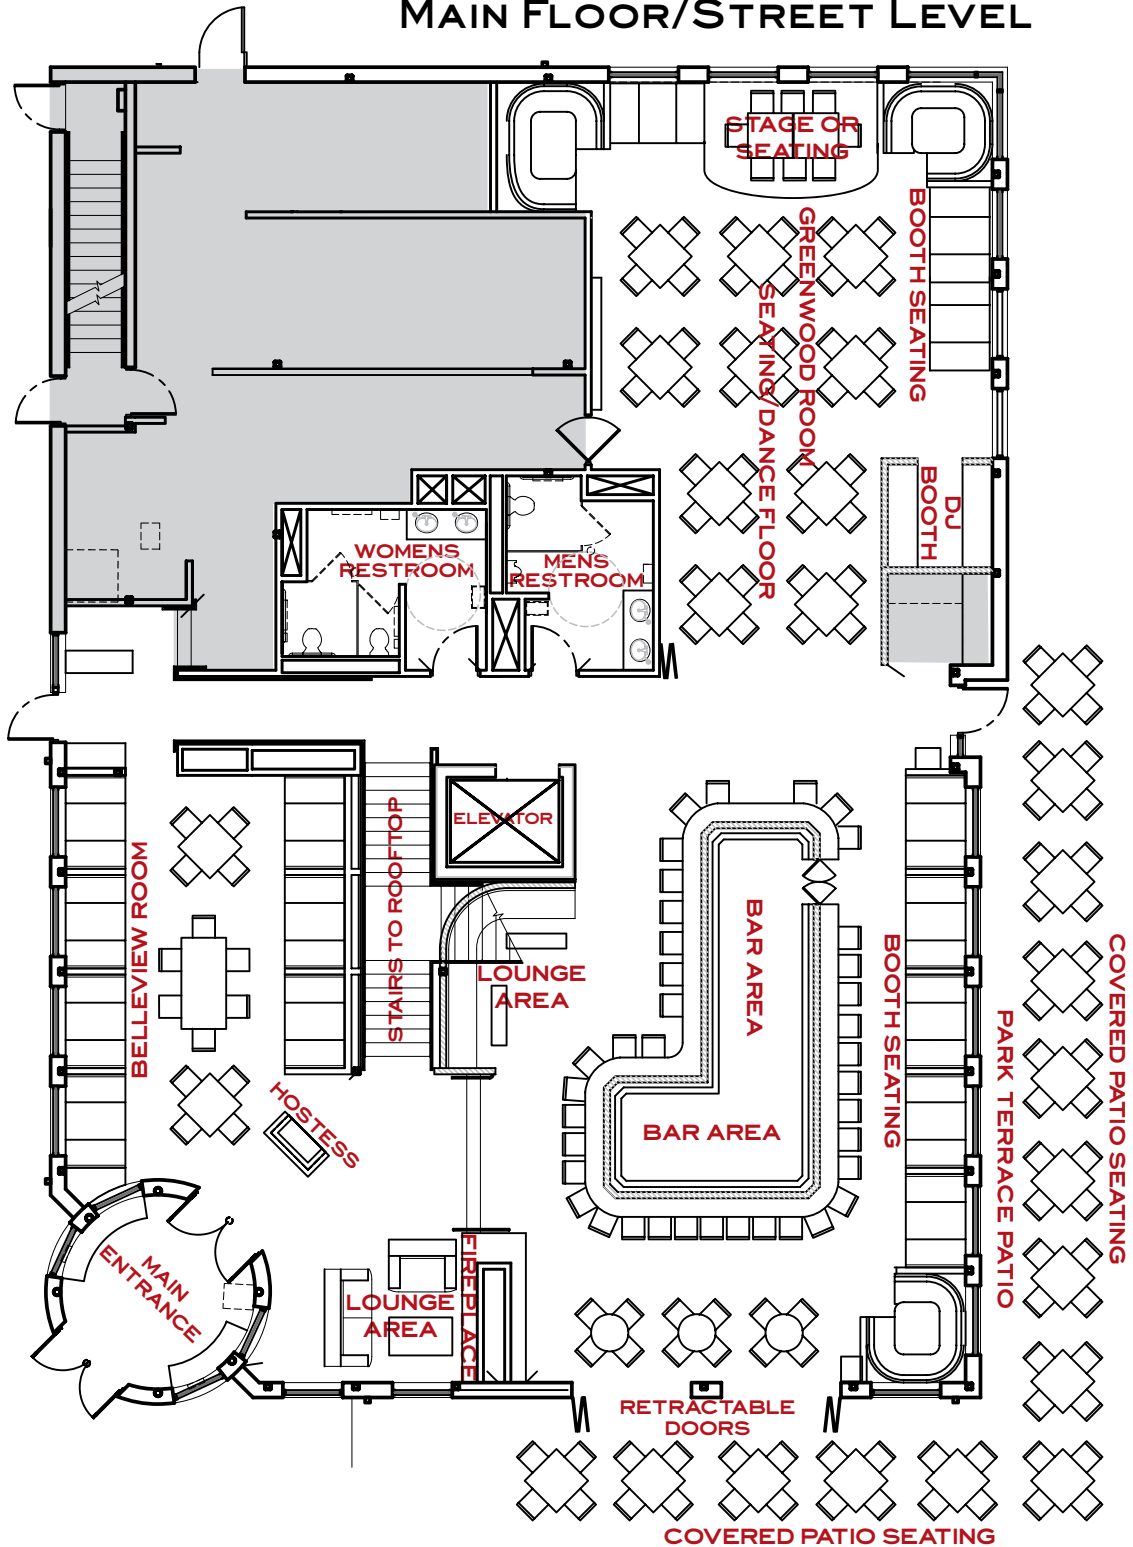 MAIN FLOOR/STREET LEVEL
STAGE OR
SEATING
GREENWOOD ROOM
SEATING/DANCE FLOOR
BOOTH SEATING
DJ
BOOTH
WOMENS
RESTROOM
MENS
RESTROOM
ELEVATOR
STAIRS TO ROOFTOP
BELLEVIEW ROOM
LOUNGE
AREA
BAR AREA
BAR AREA
BOOTH SEATING
COVERED PATIO SEATING
PARK TERRACE PATIO
HOSTESS
MAIN
ENTRANCE
LOUNGE
AREA
FIREPLACE
RETRACTABLE
DOORS
COVERED PATIO SEATING